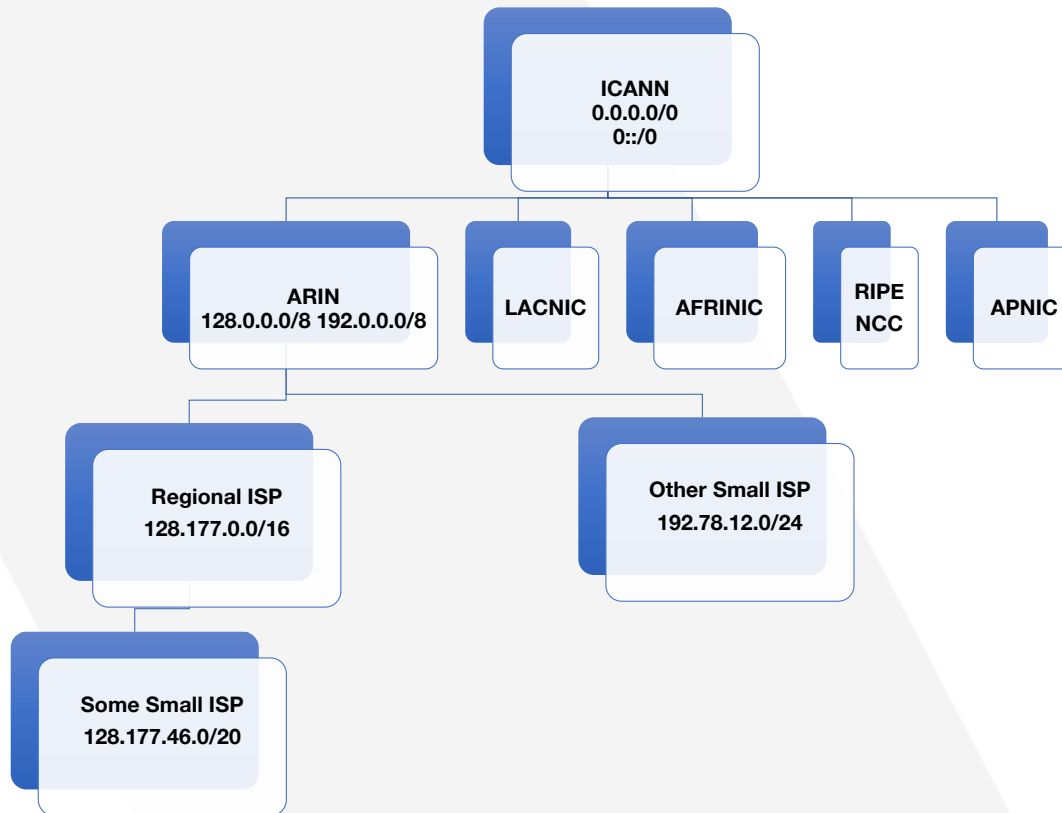 ICANN
0.0.0.0/0
0::/0
ARIN
128.0.0.0/8 192.0.0.0/8
LACNIC
AFRINIC
RIPE
NCC
APNIC
Regional ISP
128.177.0.0/16
Other Small ISP
192.78.12.0/24
Some Small ISP
128.177.46.0/20